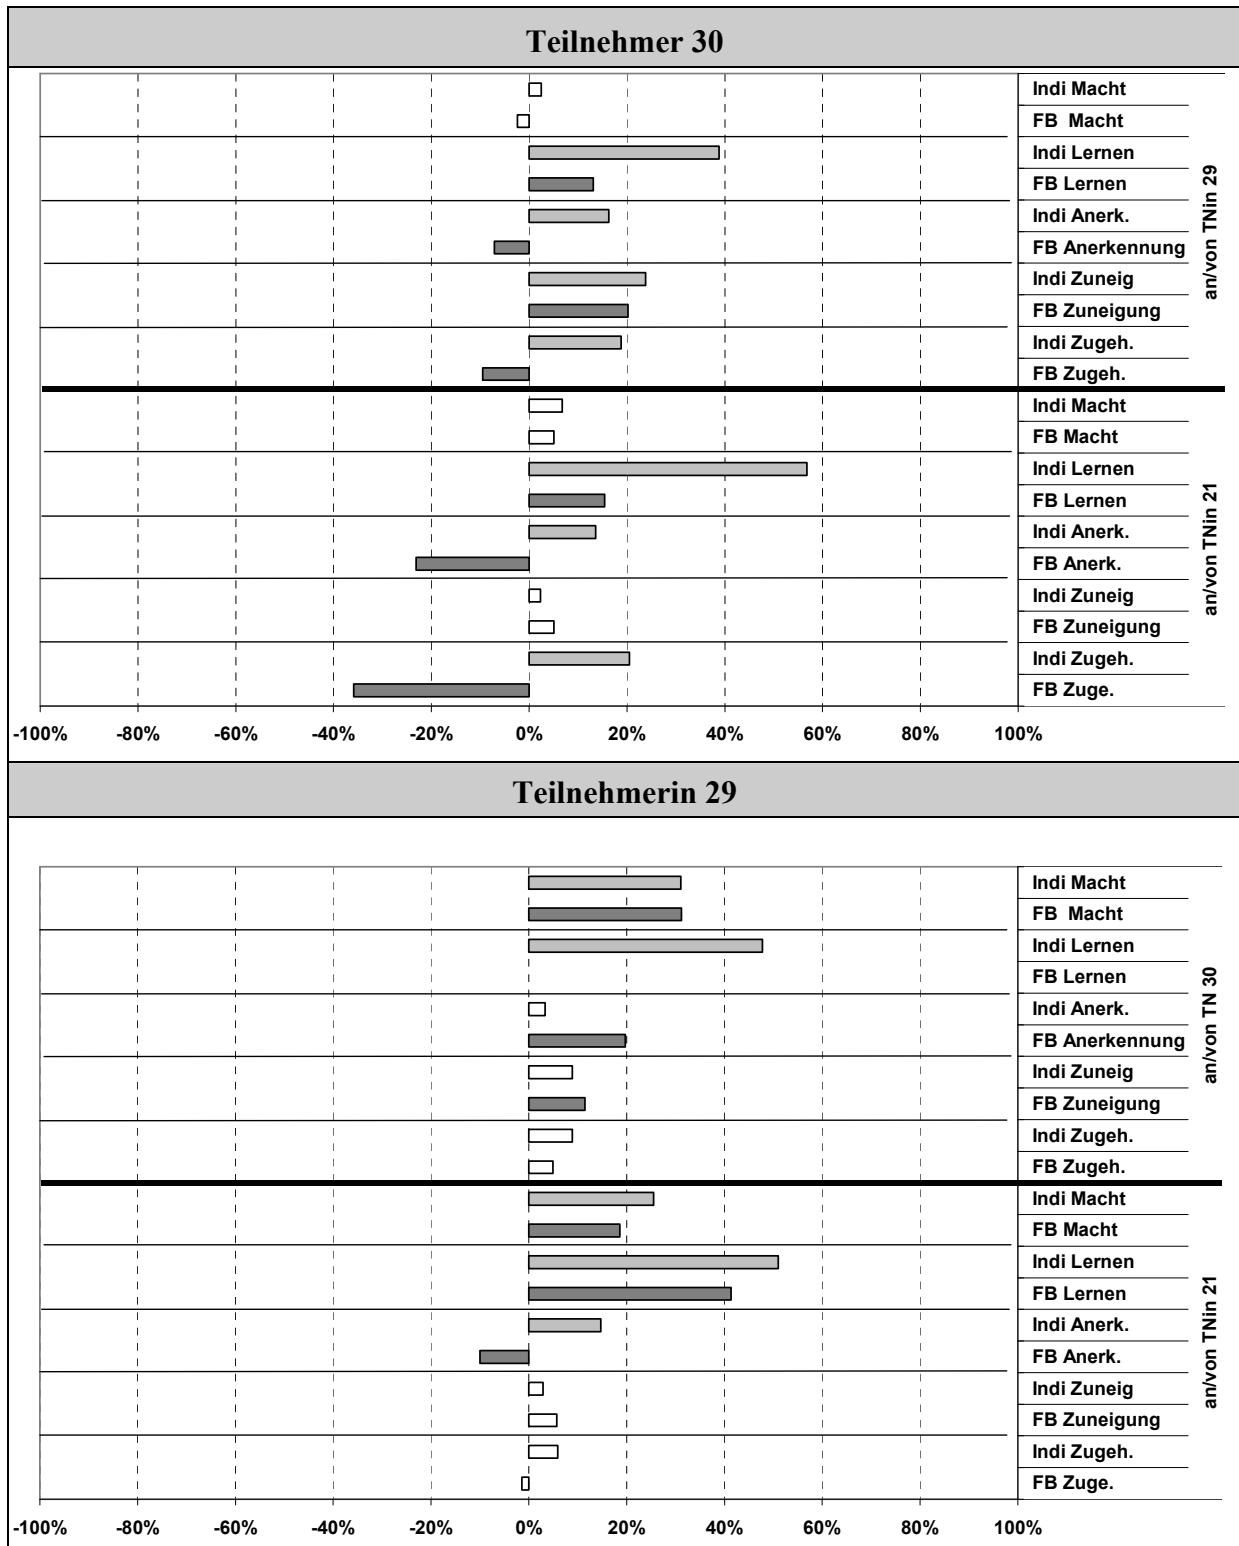 Teilnehmer 30
Indi Macht
FB  Macht
Indi Lernen
FB Lernen
Indi Anerk.
FB Anerkennung
Indi Zuneig
FB Zuneigung
Indi Zugeh.
FB Zugeh.
an/von TNin 29
Indi Macht
FB Macht
Indi Lernen
FB Lernen
Indi Anerk.
FB Anerk.
Indi Zuneig
FB Zuneigung
Indi Zugeh.
FB Zuge.
an/von TNin 21
-100% -80% -60% -40% -20% 0% 20% 40% 60% 80% 100%
Teilnehmerin 29
Indi Macht
FB  Macht
Indi Lernen
FB Lernen
Indi Anerk.
FB Anerkennung
Indi Zuneig
FB Zuneigung
Indi Zugeh.
FB Zugeh.
an/von TN 30
Indi Macht
FB Macht
Indi Lernen
FB Lernen
Indi Anerk.
FB Anerk.
Indi Zuneig
FB Zuneigung
Indi Zugeh.
FB Zuge.
an/von TNin 21
-100% -80% -60% -40% -20% 0% 20% 40% 60% 80% 100%